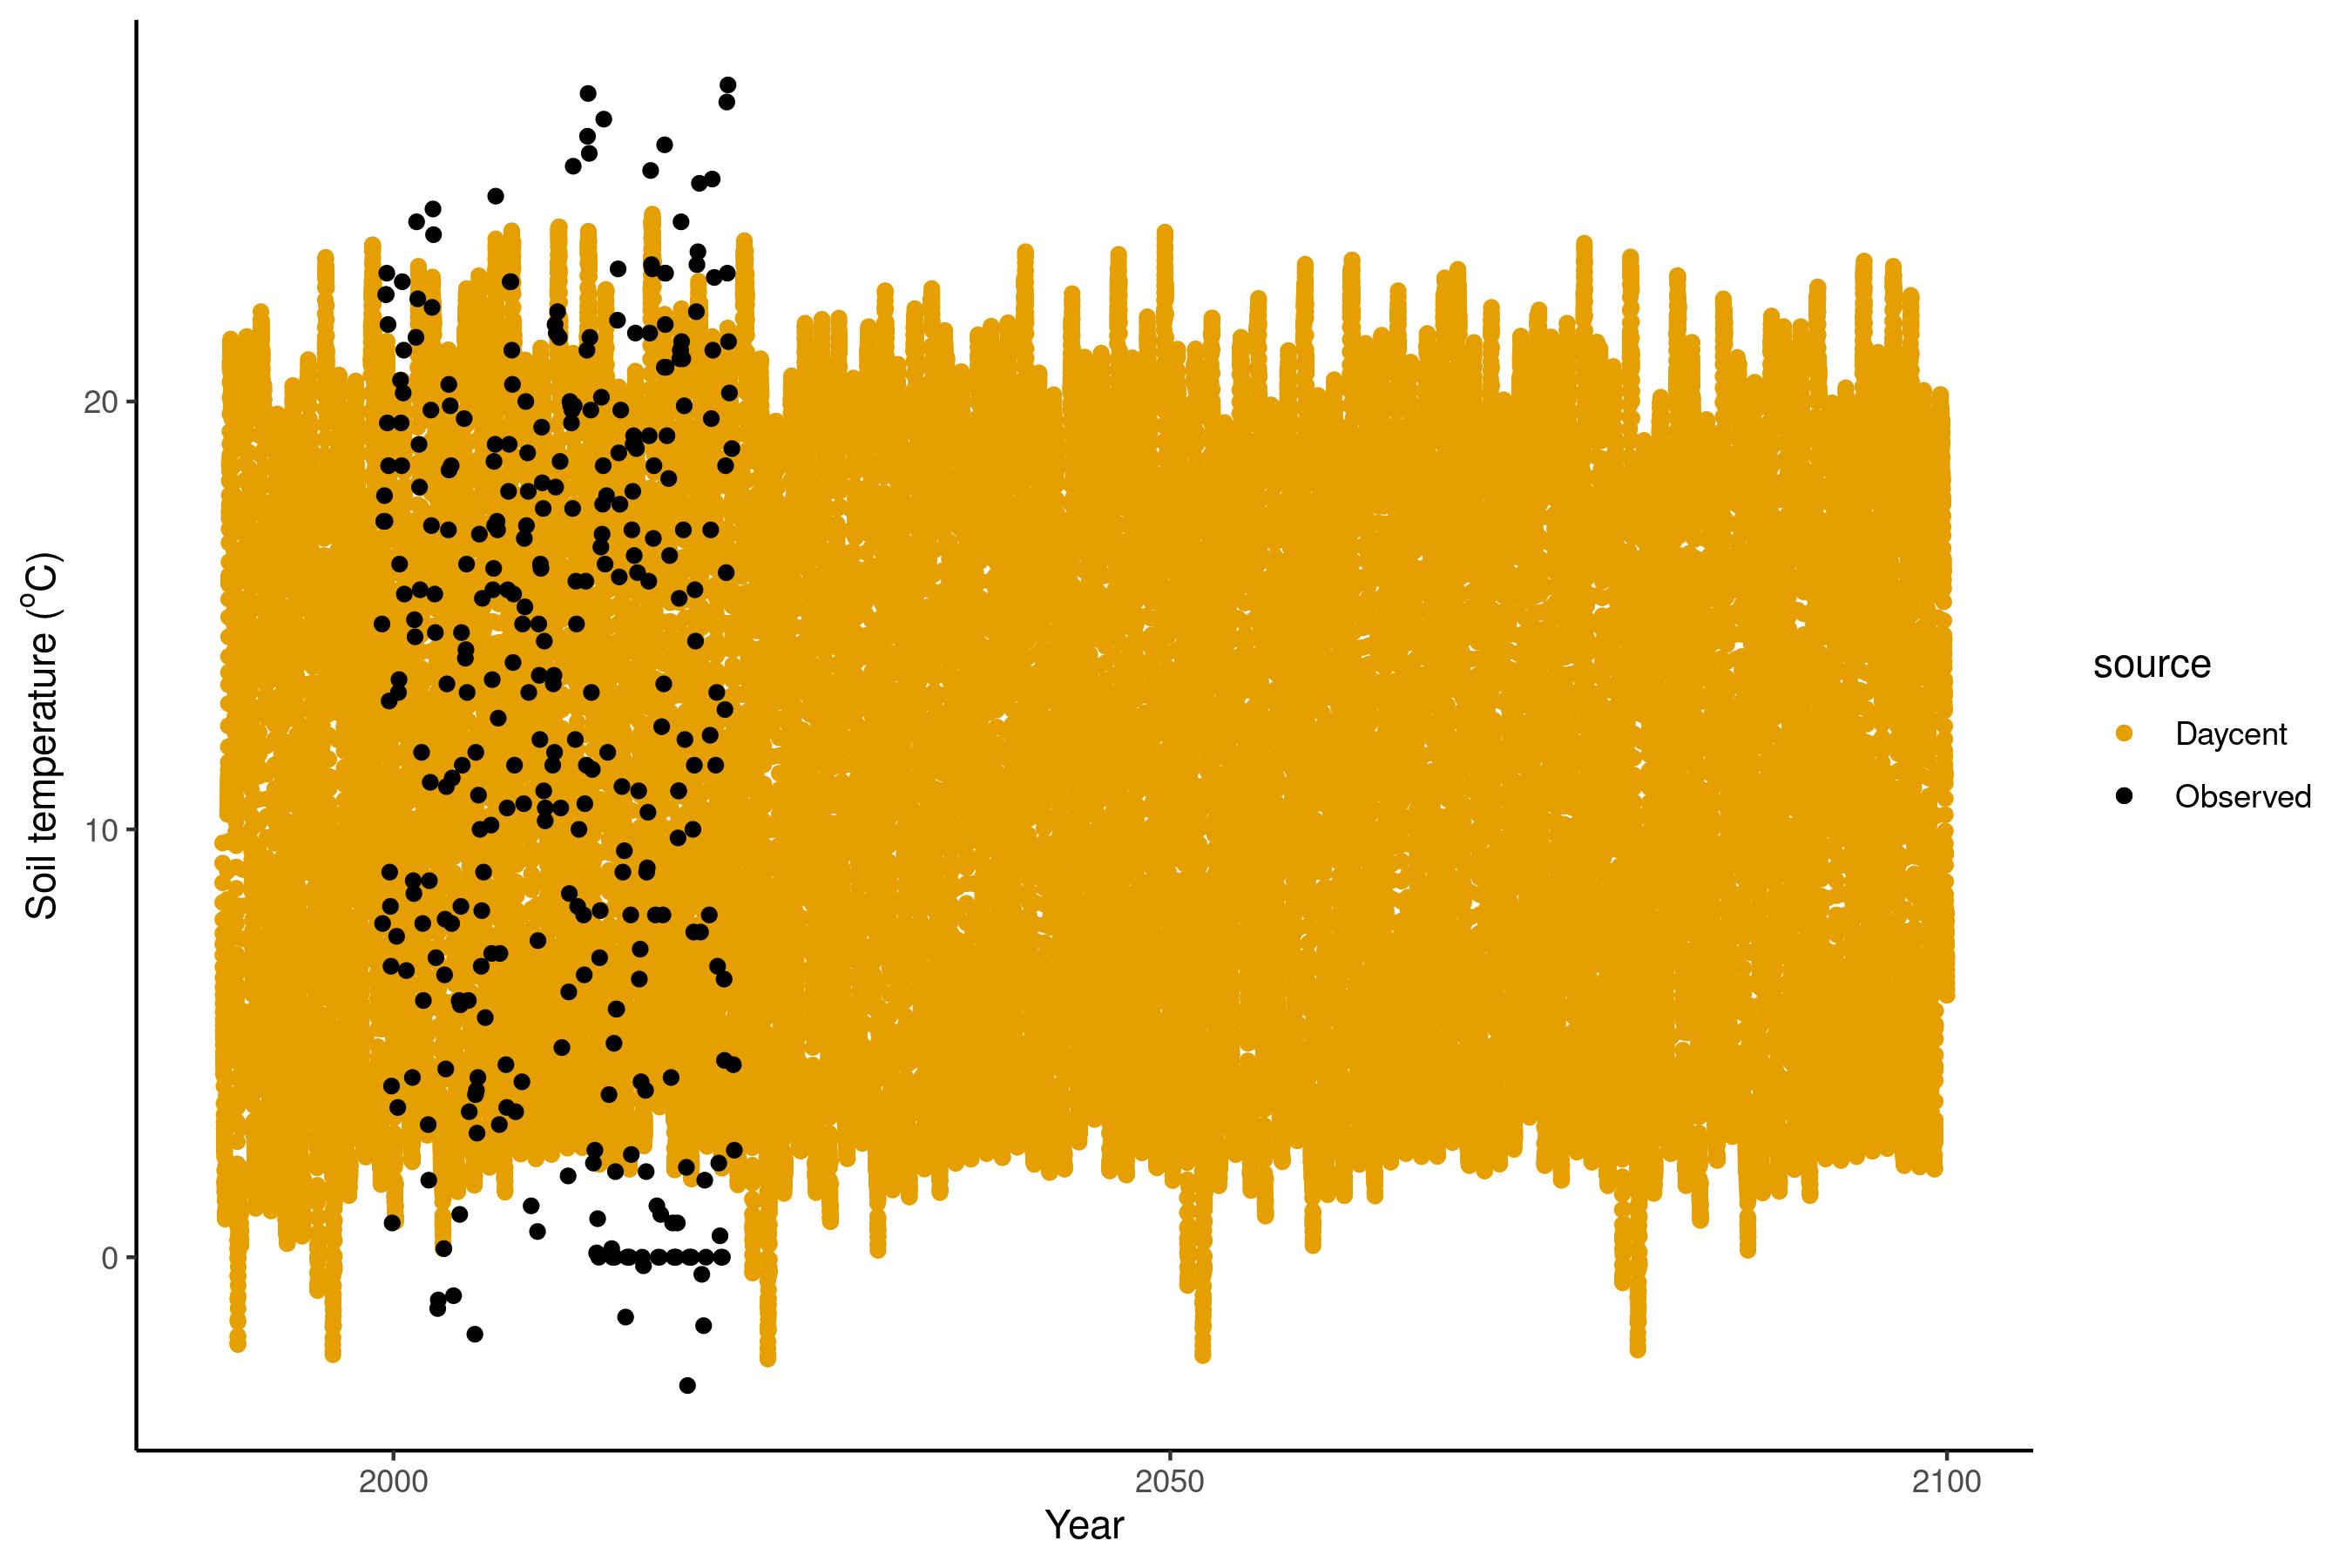 Soil temperature (°C)
20
10
0
2000
2050
2100
Year
source
Daycent
Observed